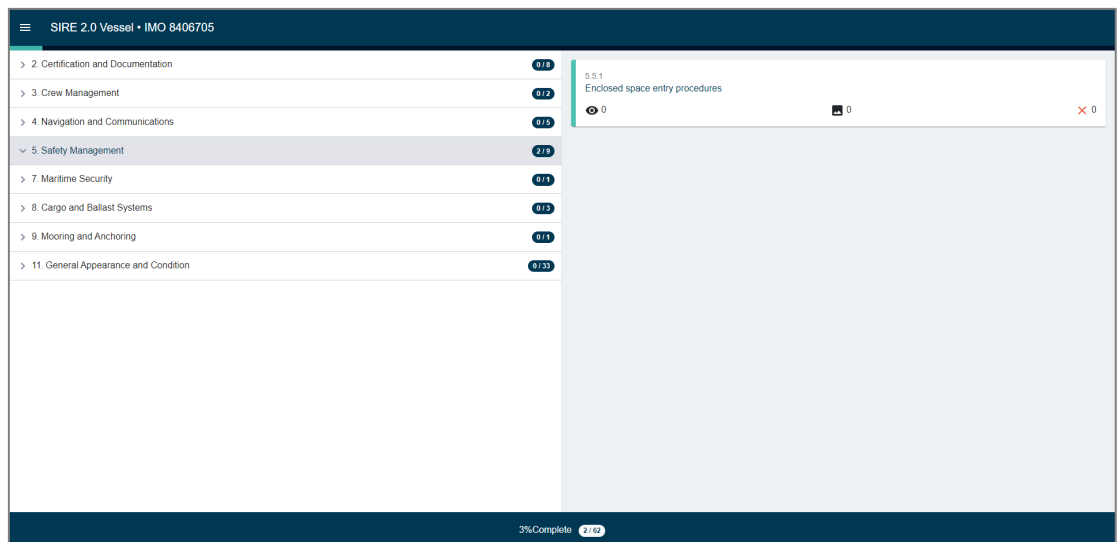 SIRE 2.0 Vessel • IMO 8406705
2. Certification and Documentation 0 / 8
3. Crew Management 0 / 2
4. Navigation and Communications 0 / 5
5. Safety Management 2 / 9
7. Maritime Security 0 / 1
8. Cargo and Ballast Systems 0 / 3
9. Mooring and Anchoring 0 / 1
11. General Appearance and Condition 0 / 33
5.5.1
Enclosed space entry procedures
0 0 0
3%Complete 2 / 62